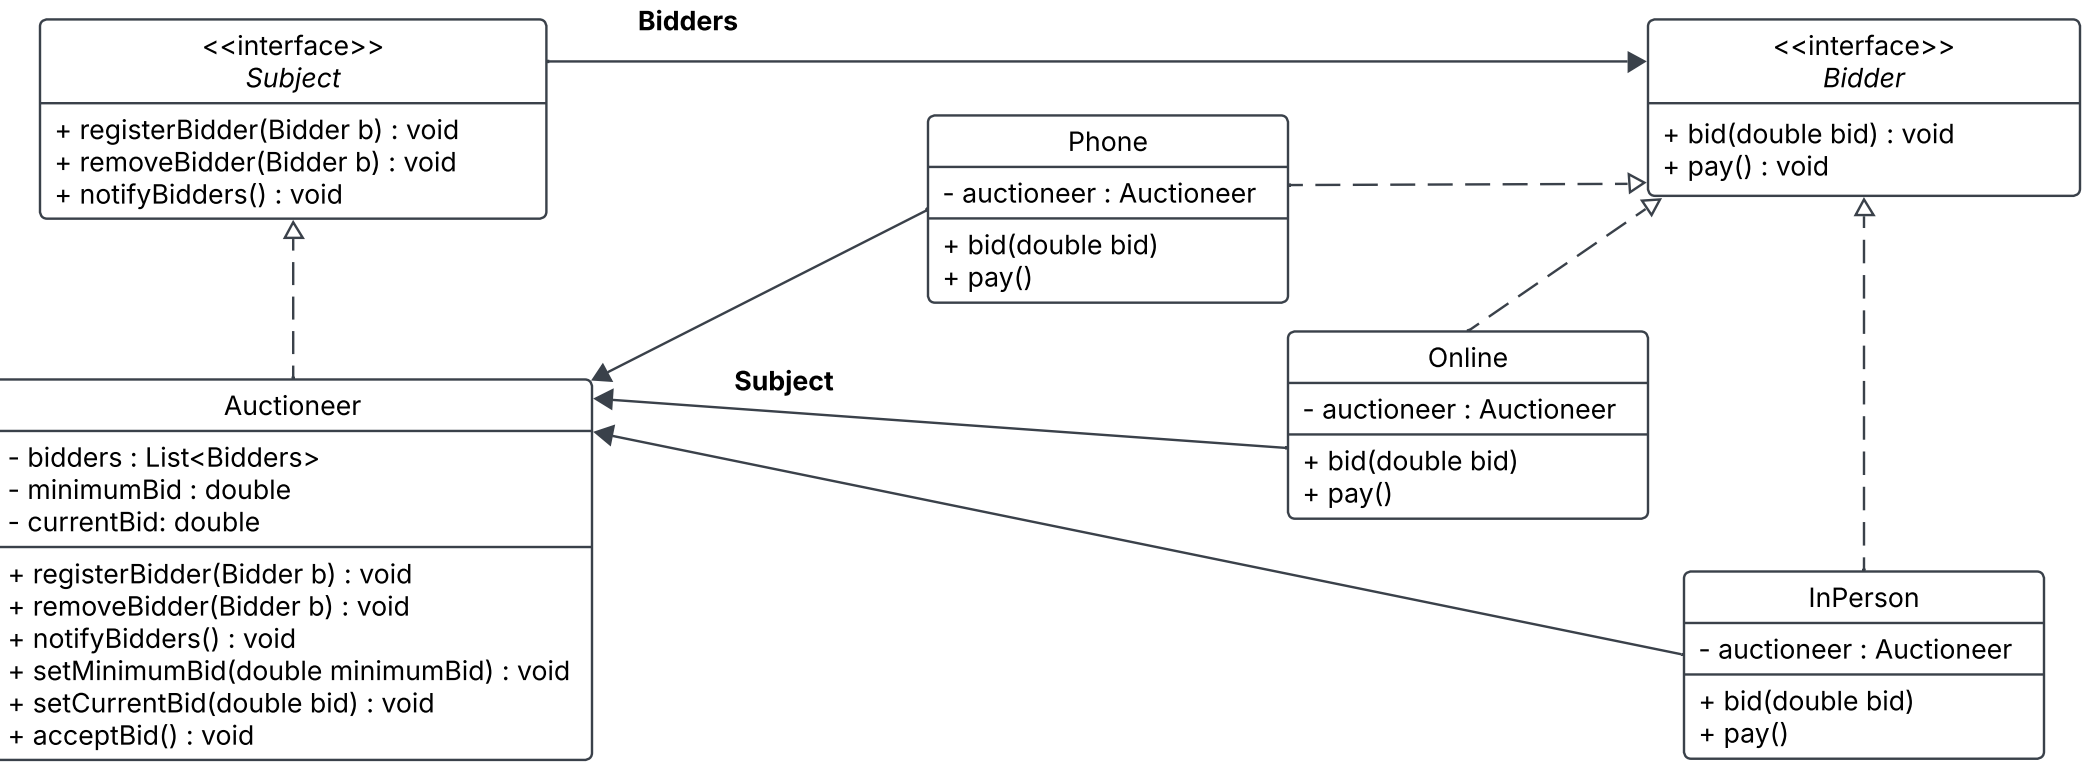 Bidders
<<interface>>
Subject
+ registerBidder(Bidder b) : void
+ removeBidder(Bidder b) : void
+ notifyBidders() : void
<<interface>>
Bidder
+ bid(double bid) : void
+ pay() : void
Phone
- auctioneer : Auctioneer
+ bid(double bid)
+ pay()
Subject
Online
- auctioneer : Auctioneer
+ bid(double bid)
+ pay()
Auctioneer
- bidders : List<Bidders>
- minimumBid : double
- currentBid: double
+ registerBidder(Bidder b) : void
+ removeBidder(Bidder b) : void
+ notifyBidders() : void
+ setMinimumBid(double minimumBid) : void
+ setCurrentBid(double bid) : void
+ acceptBid() : void
InPerson
- auctioneer : Auctioneer
+ bid(double bid)
+ pay()